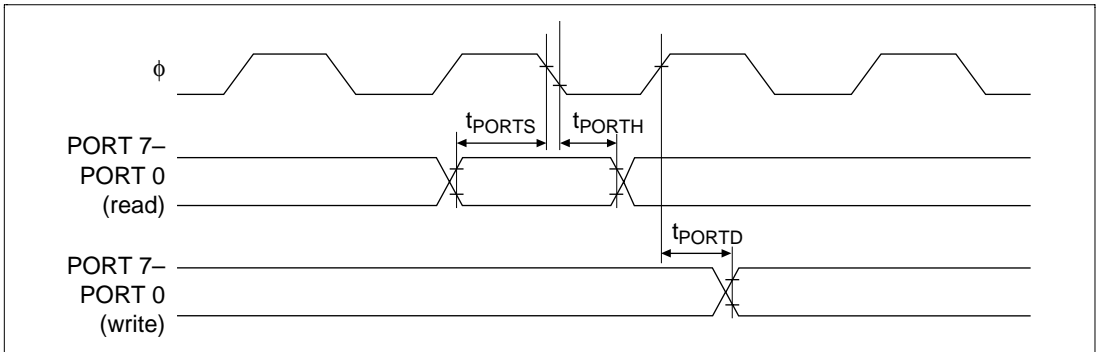 ϕ
tPORTS
tPORTH
PORT 7–
PORT 0
(read)
tPORTD
PORT 7–
PORT 0
(write)